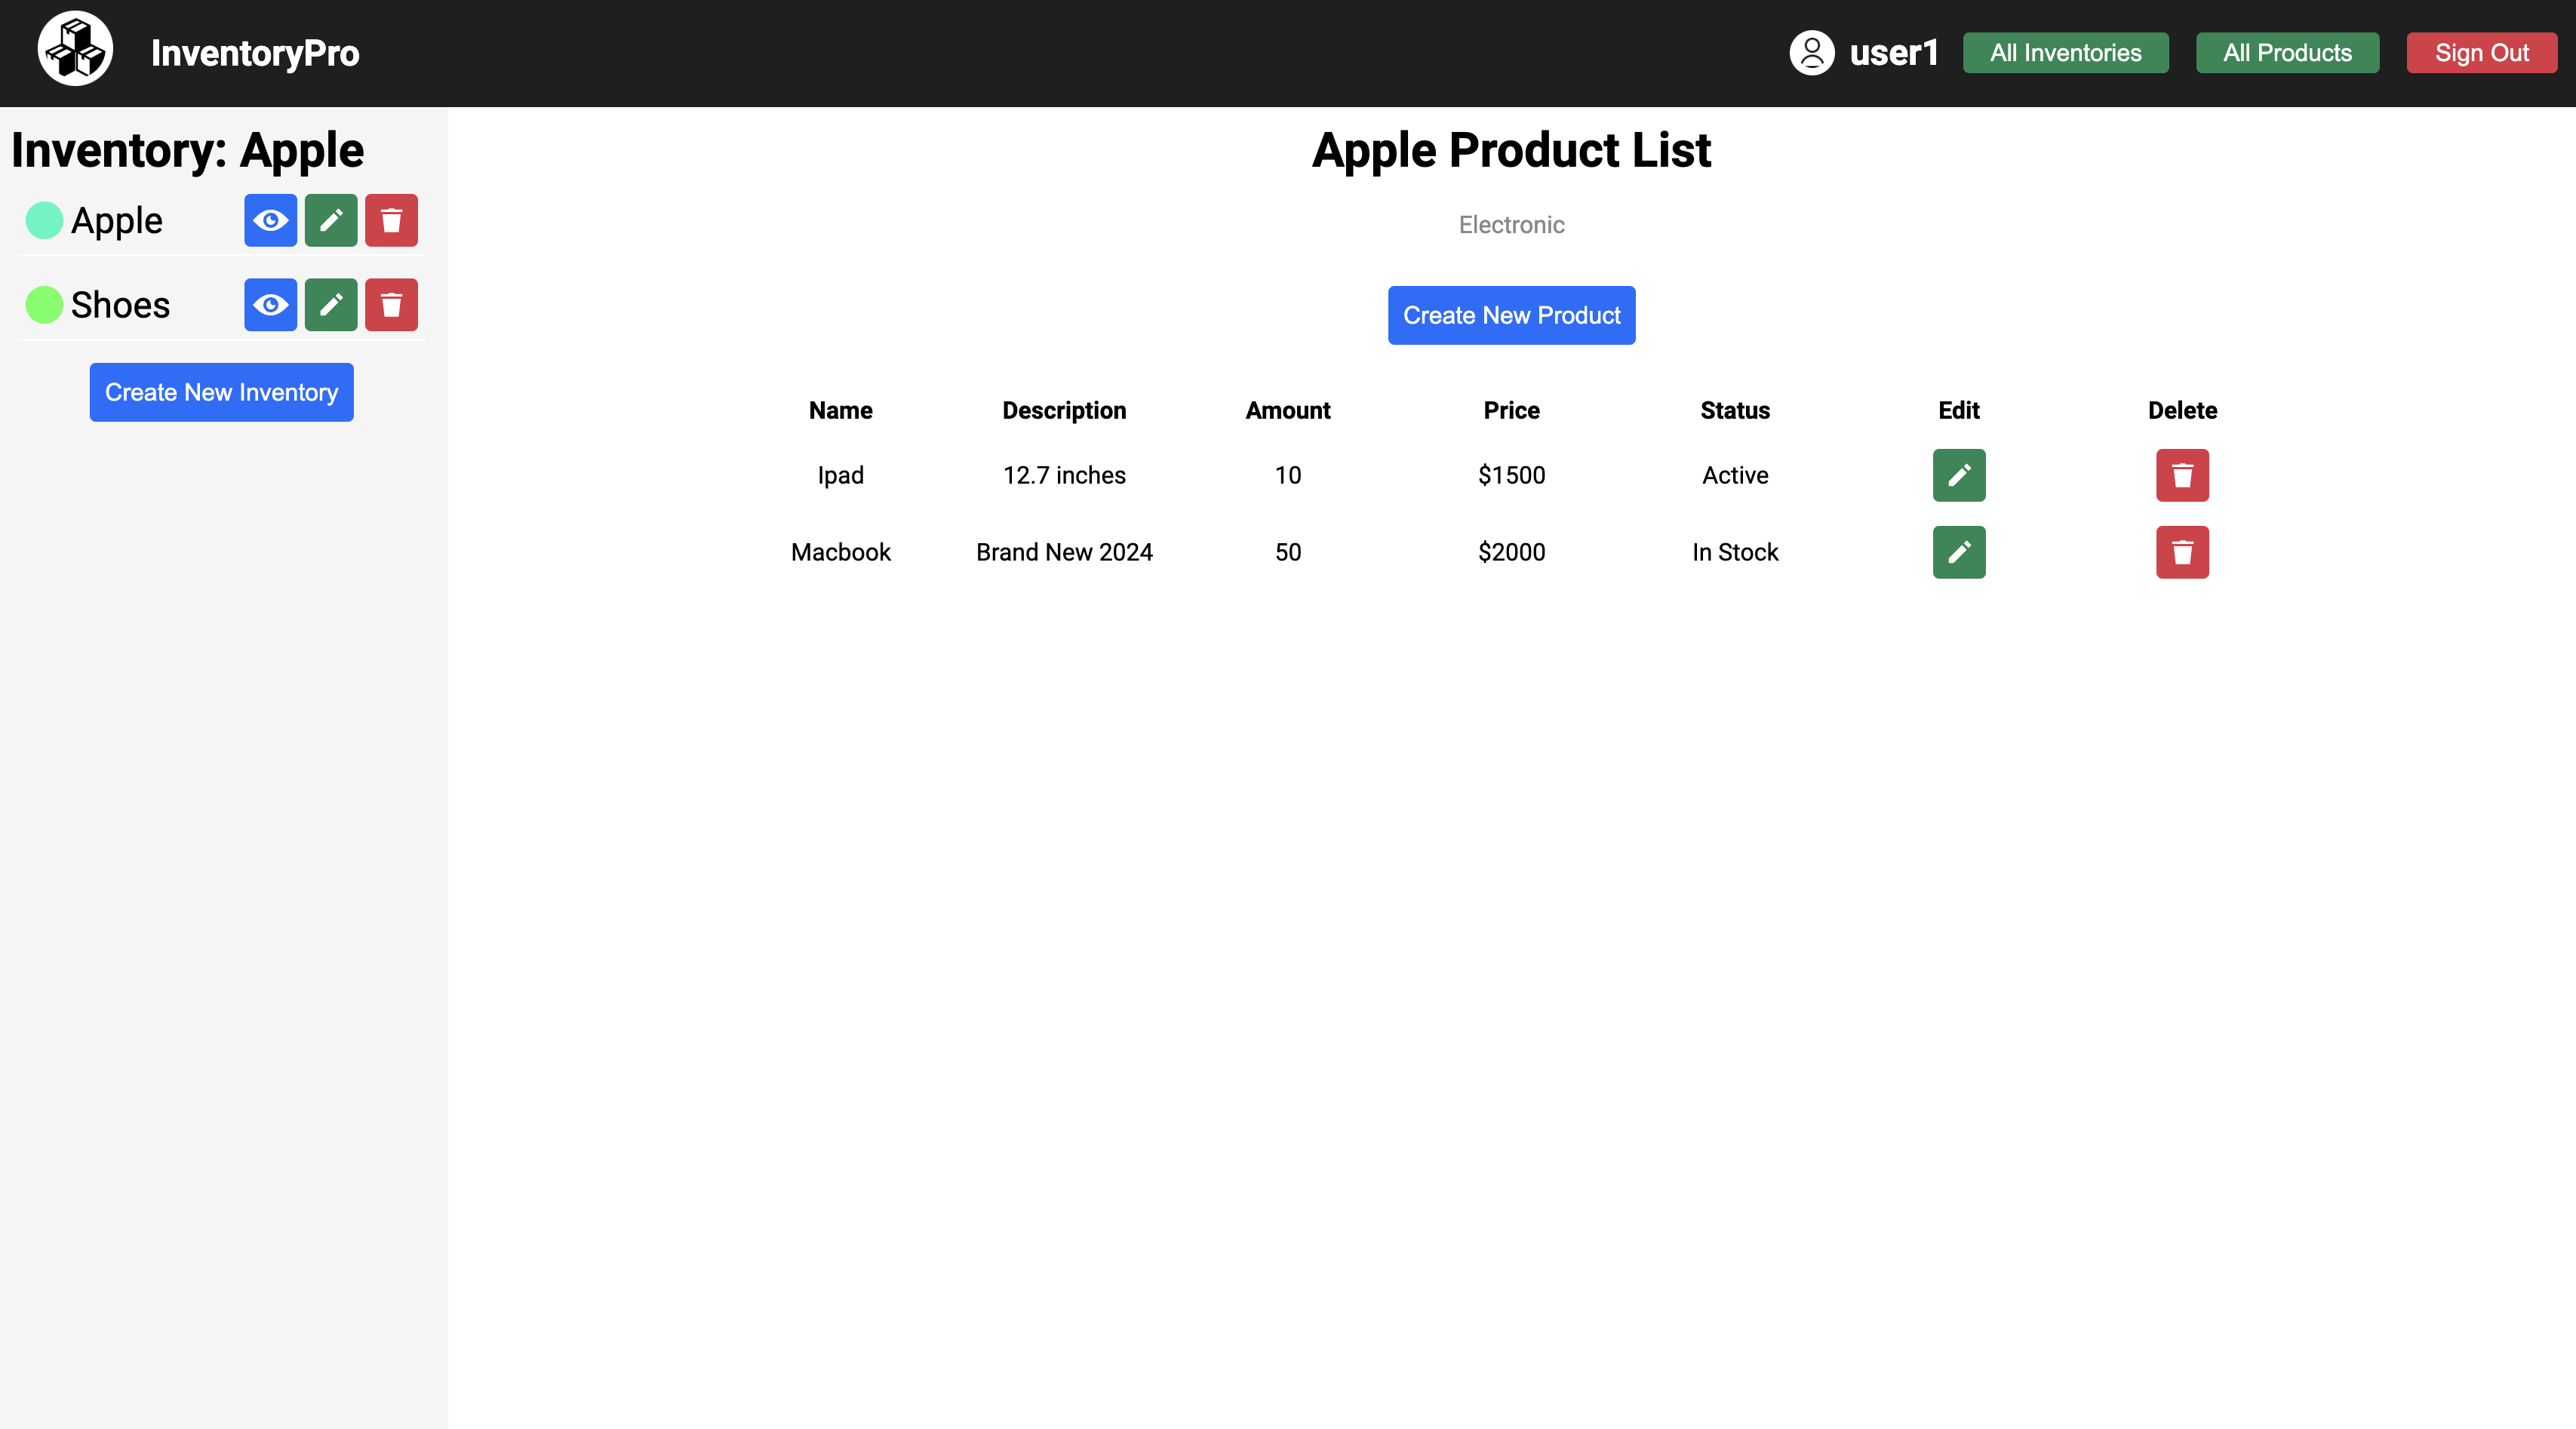 InventoryPro
user1 All Inventories All Products Sign Out
Inventory: Apple
Apple
Shoes
Create New Inventory
Apple Product List
Electronic
Create New Product
Name Description Amount Price Status Edit Delete
Ipad 12.7 inches 10 $1500 Active
Macbook Brand New 2024 50 $2000 In Stock